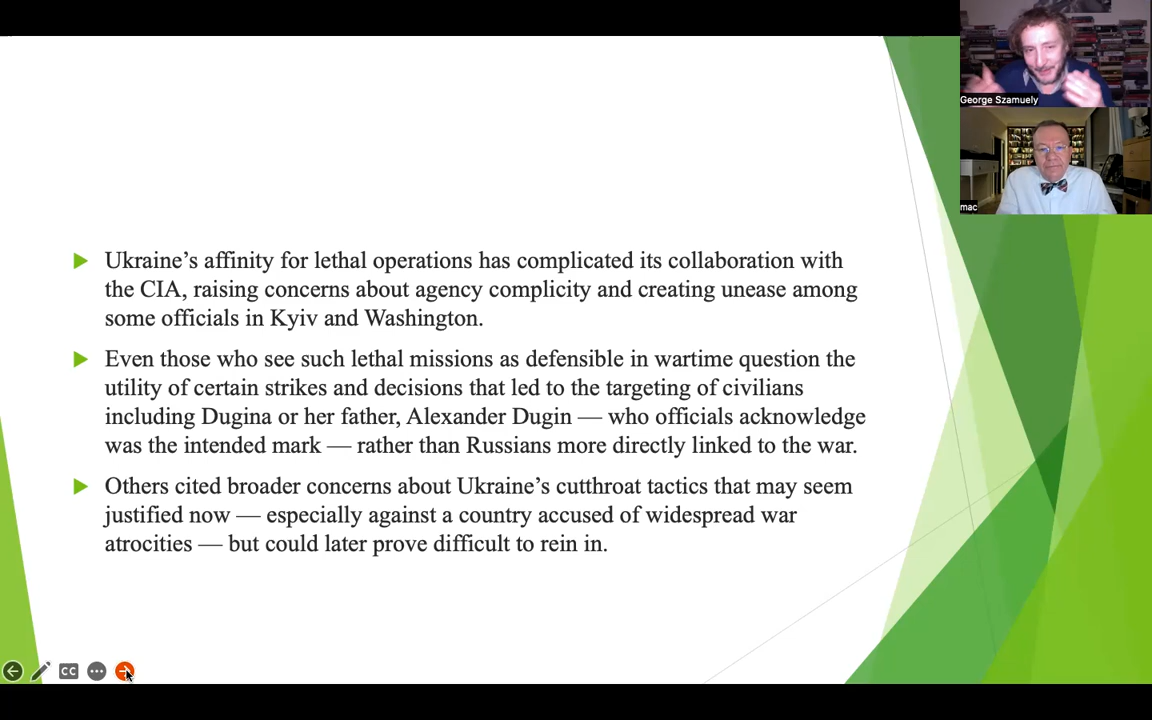 George Szamuely
mac
Ukraine’s affinity for lethal operations has complicated its collaboration with
the CIA, raising concerns about agency complicity and creating unease among
some officials in Kyiv and Washington.
Even those who see such lethal missions as defensible in wartime question the
utility of certain strikes and decisions that led to the targeting of civilians
including Dugina or her father, Alexander Dugin — who officials acknowledge
was the intended mark — rather than Russians more directly linked to the war.
Others cited broader concerns about Ukraine’s cutthroat tactics that may seem
justified now — especially against a country accused of widespread war
atrocities — but could later prove difficult to rein in.
CC